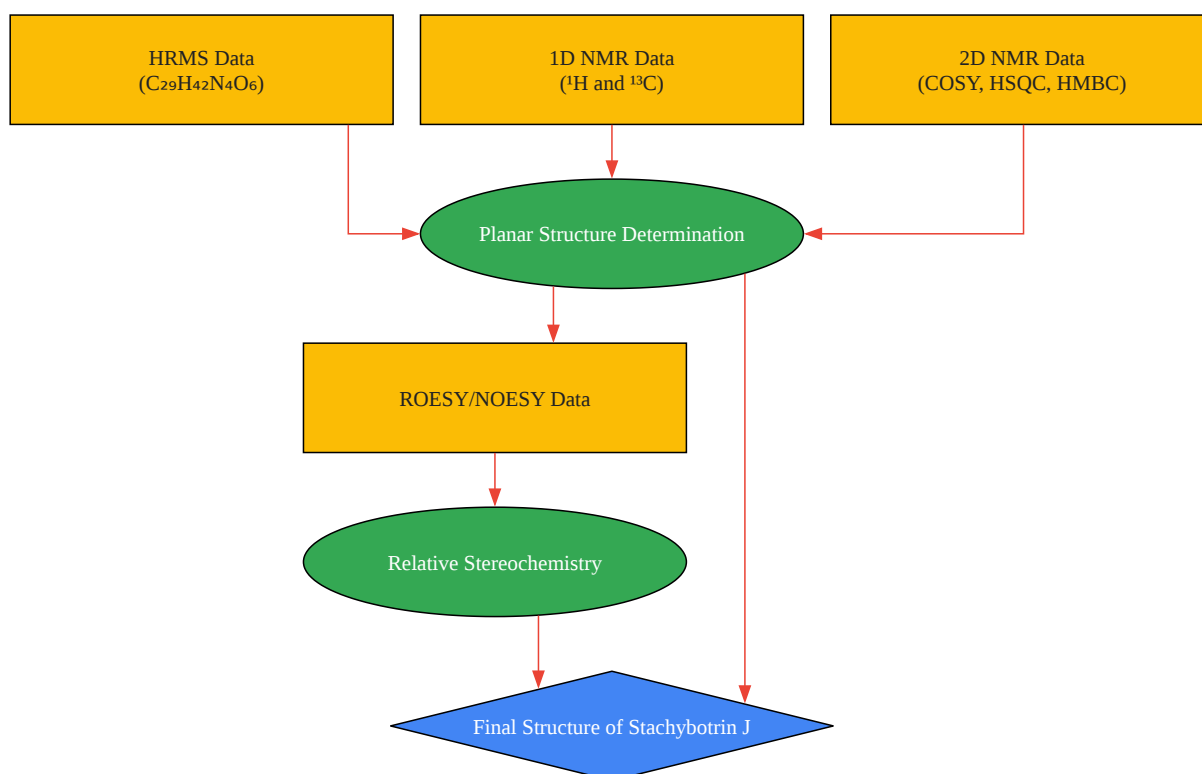 HRMS Data
(C₂₉H₄₂N₄O₆)
1D NMR Data
(¹H and ¹³C)
2D NMR Data
(COSY, HSQC, HMBC)
Planar Structure Determination
ROESY/NOESY Data
Relative Stereochemistry
Final Structure of Stachybotrin J